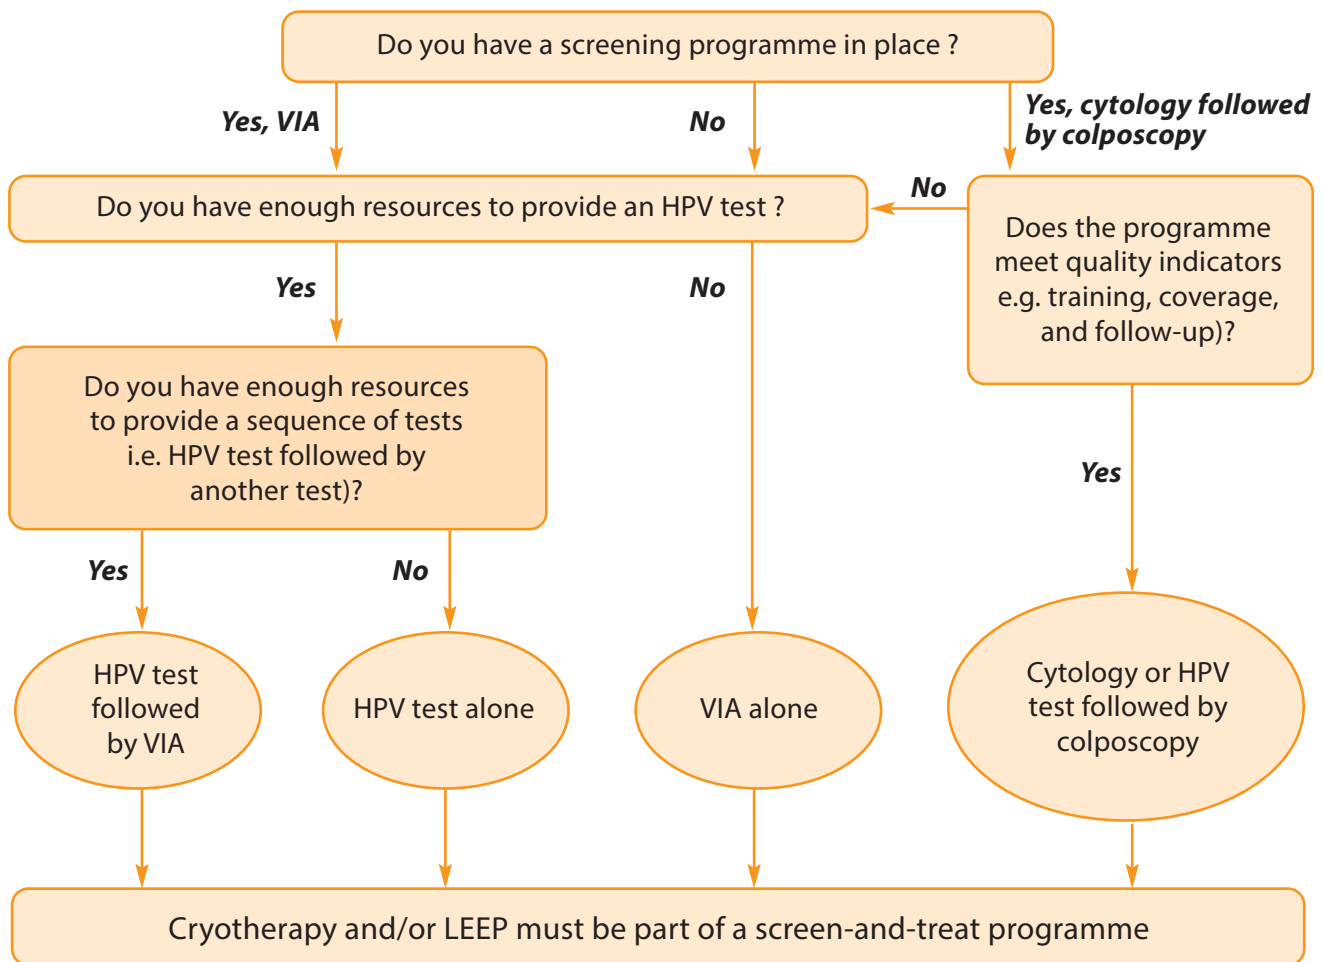 Do you have a screening programme in place ?
Yes, VIA
No
Yes, cytology followed
by colposcopy
Do you have enough resources to provide an HPV test ?
No
Does the programme
meet quality indicators
e.g. training, coverage,
and follow-up)?
Yes
No
Do you have enough resources
to provide a sequence of tests
i.e. HPV test followed by
another test)?
Yes
Yes
No
HPV test
followed
by VIA
HPV test alone
VIA alone
Cytology or HPV
test followed by
colposcopy
Cryotherapy and/or LEEP must be part of a screen-and-treat programme